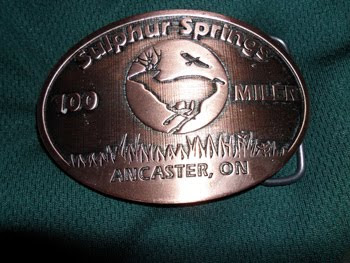 Sulphur Springs
100 MILER
ANCASTER, ON